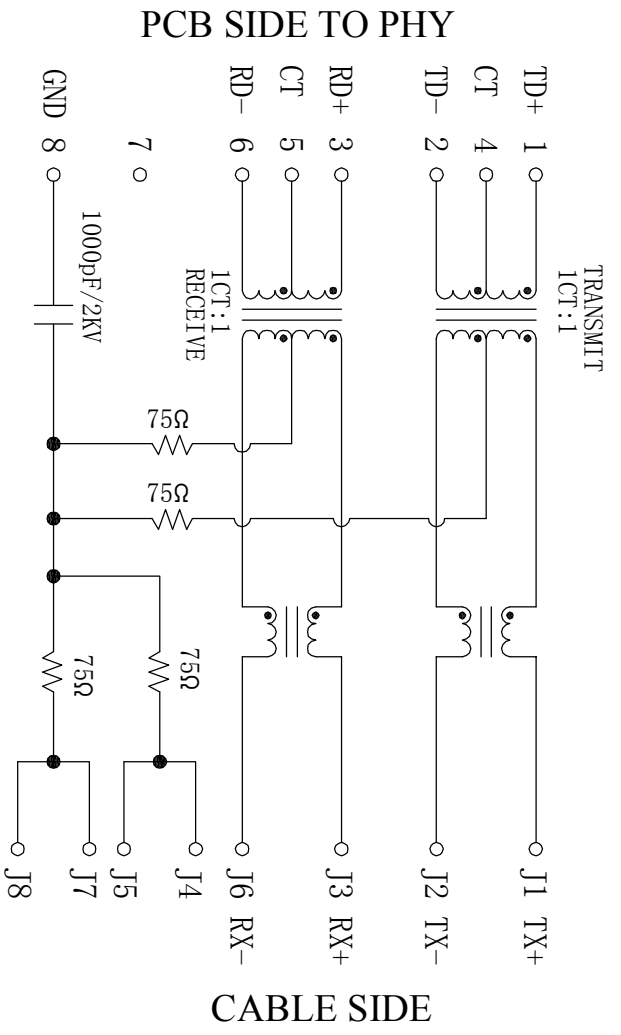 PCB SIDE TO PHY
GND 8
7
RD- 6
CT 5
RD+ 3
TD- 2
CT 4
TD+ 1
1000pF/2KV
1CT:1
RECEIVE
TRANSMIT
1CT:1
75Ω
75Ω
75Ω
75Ω
J8
J7
J5
J4
J6 RX-
J3 RX+
J2 TX-
J1 TX+
CABLE SIDE